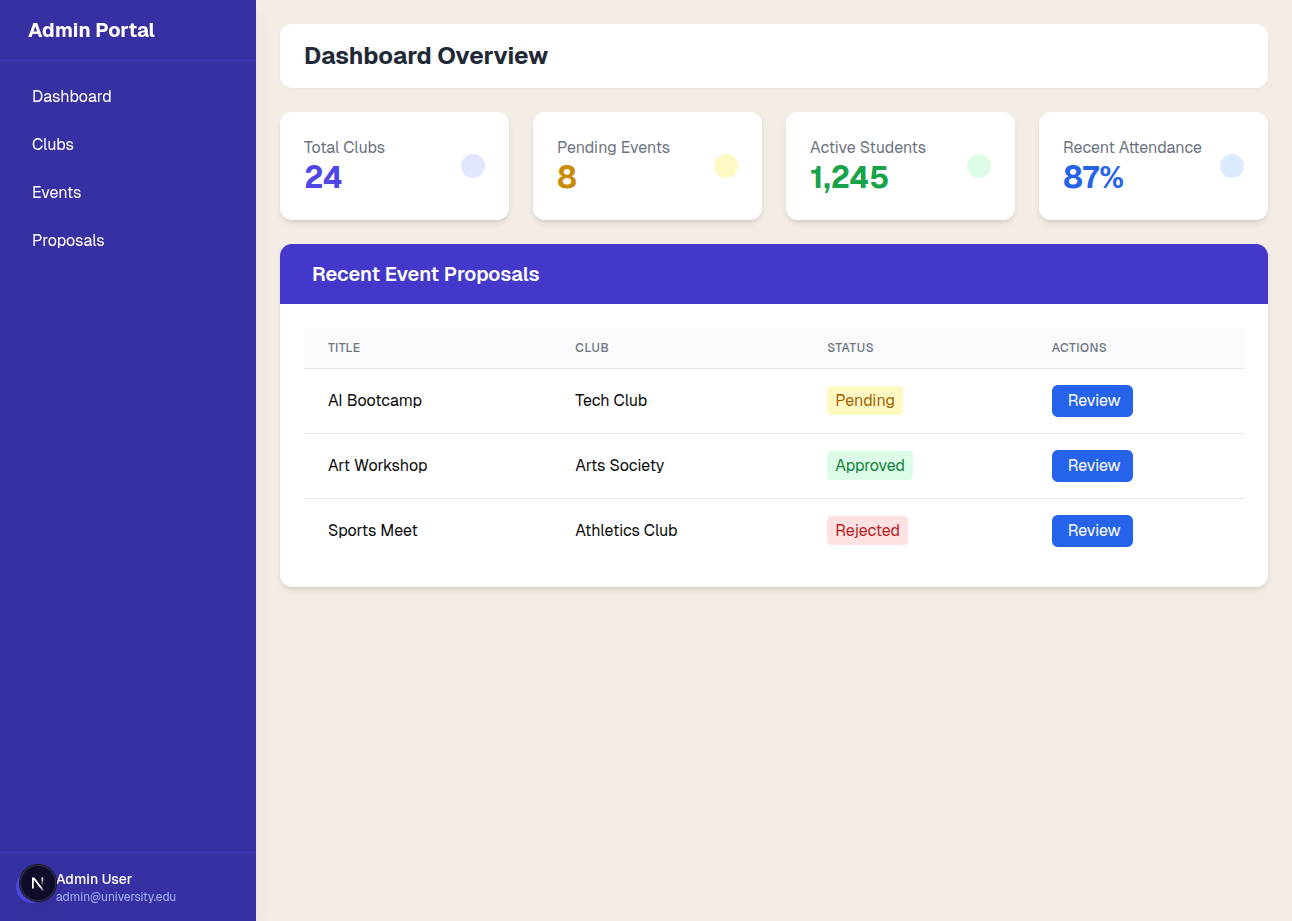 Admin Portal
Dashboard
Clubs
Events
Proposals
N
Admin User
admin@university.edu
Dashboard Overview
Total Clubs
24
Pending Events
8
Active Students
1,245
Recent Attendance
87%
Recent Event Proposals
TITLE CLUB STATUS ACTIONS
AI Bootcamp Tech Club Pending Review
Art Workshop Arts Society Approved Review
Sports Meet Athletics Club Rejected Review